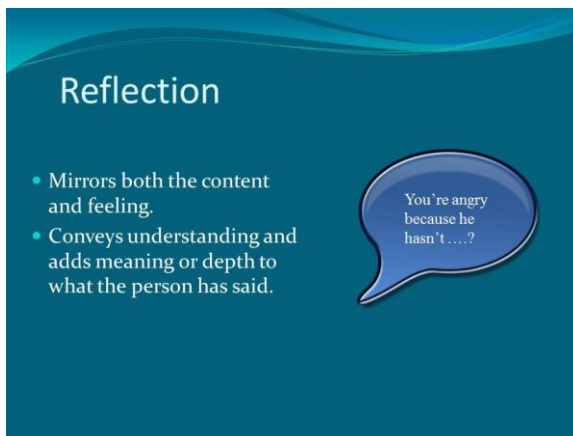 Reflection
Mirrors both the content
and feeling.
Conveys understanding and
adds meaning or depth to
what the person has said.
You're angry
because he
hasn't ....?